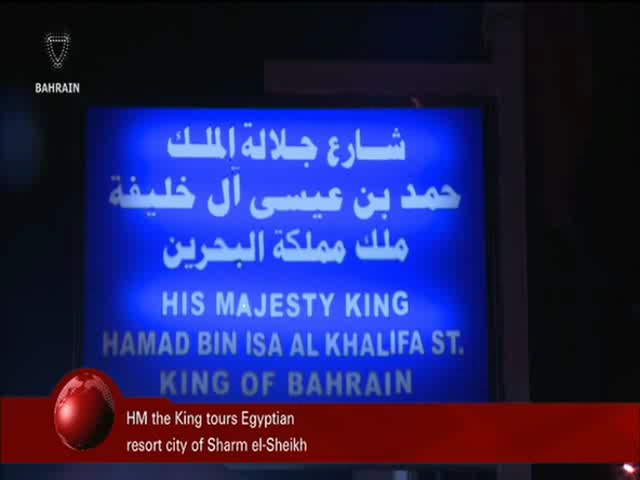 BAHRAIN
شارع جلالة الملك
حمد بن عيسى آل خليفة
ملك مملكة البحرين
HIS MAJESTY KING
HAMAD BIN ISA AL KHALIFA ST.
KING OF BAHRAIN
HM the King tours Egyptian
resort city of Sharm el-Sheikh